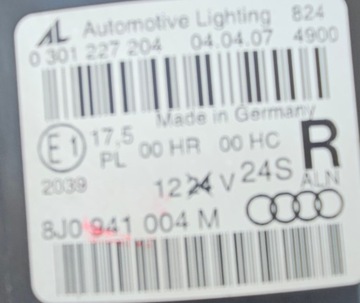 AL Automotive Lighting 824
0 301 227 204 04.04.07 4900
Made in Germany
E1 17,5 00 HR 00 HC R
PL
2039 12 24 V 24S ALN
8J0 941 004 M